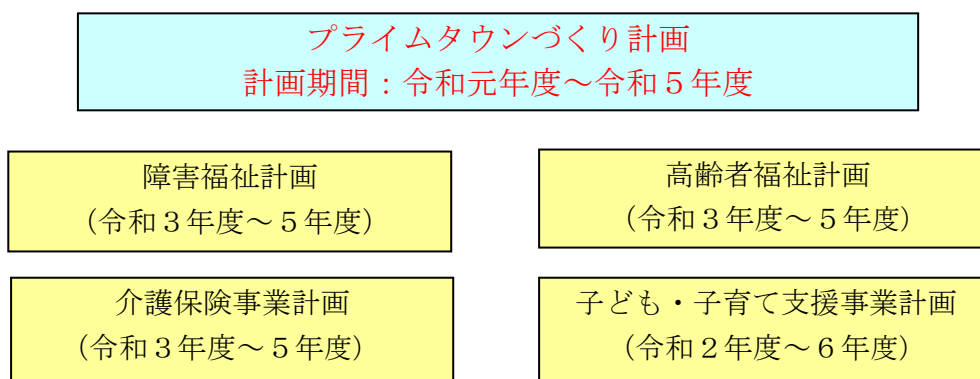 プライムタウンづくり計画
計画期間：令和元年度～令和５年度
障害福祉計画
（令和３年度～５年度）
高齢者福祉計画
（令和３年度～５年度）
介護保険事業計画
（令和３年度～５年度）
子ども・子育て支援事業計画
（令和２年度～６年度）